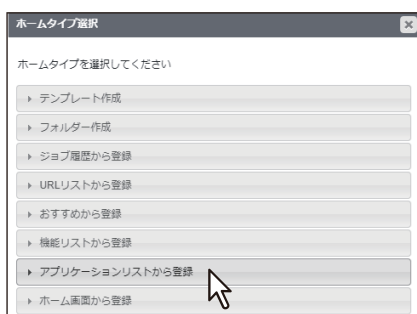 ホームタイプ選択
ホームタイプを選択してください
テンプレート作成
フォルダー作成
ジョブ履歴から登録
URLリストから登録
おすすめから登録
機能リストから登録
アプリケーションリストから登録
ホーム画面から登録